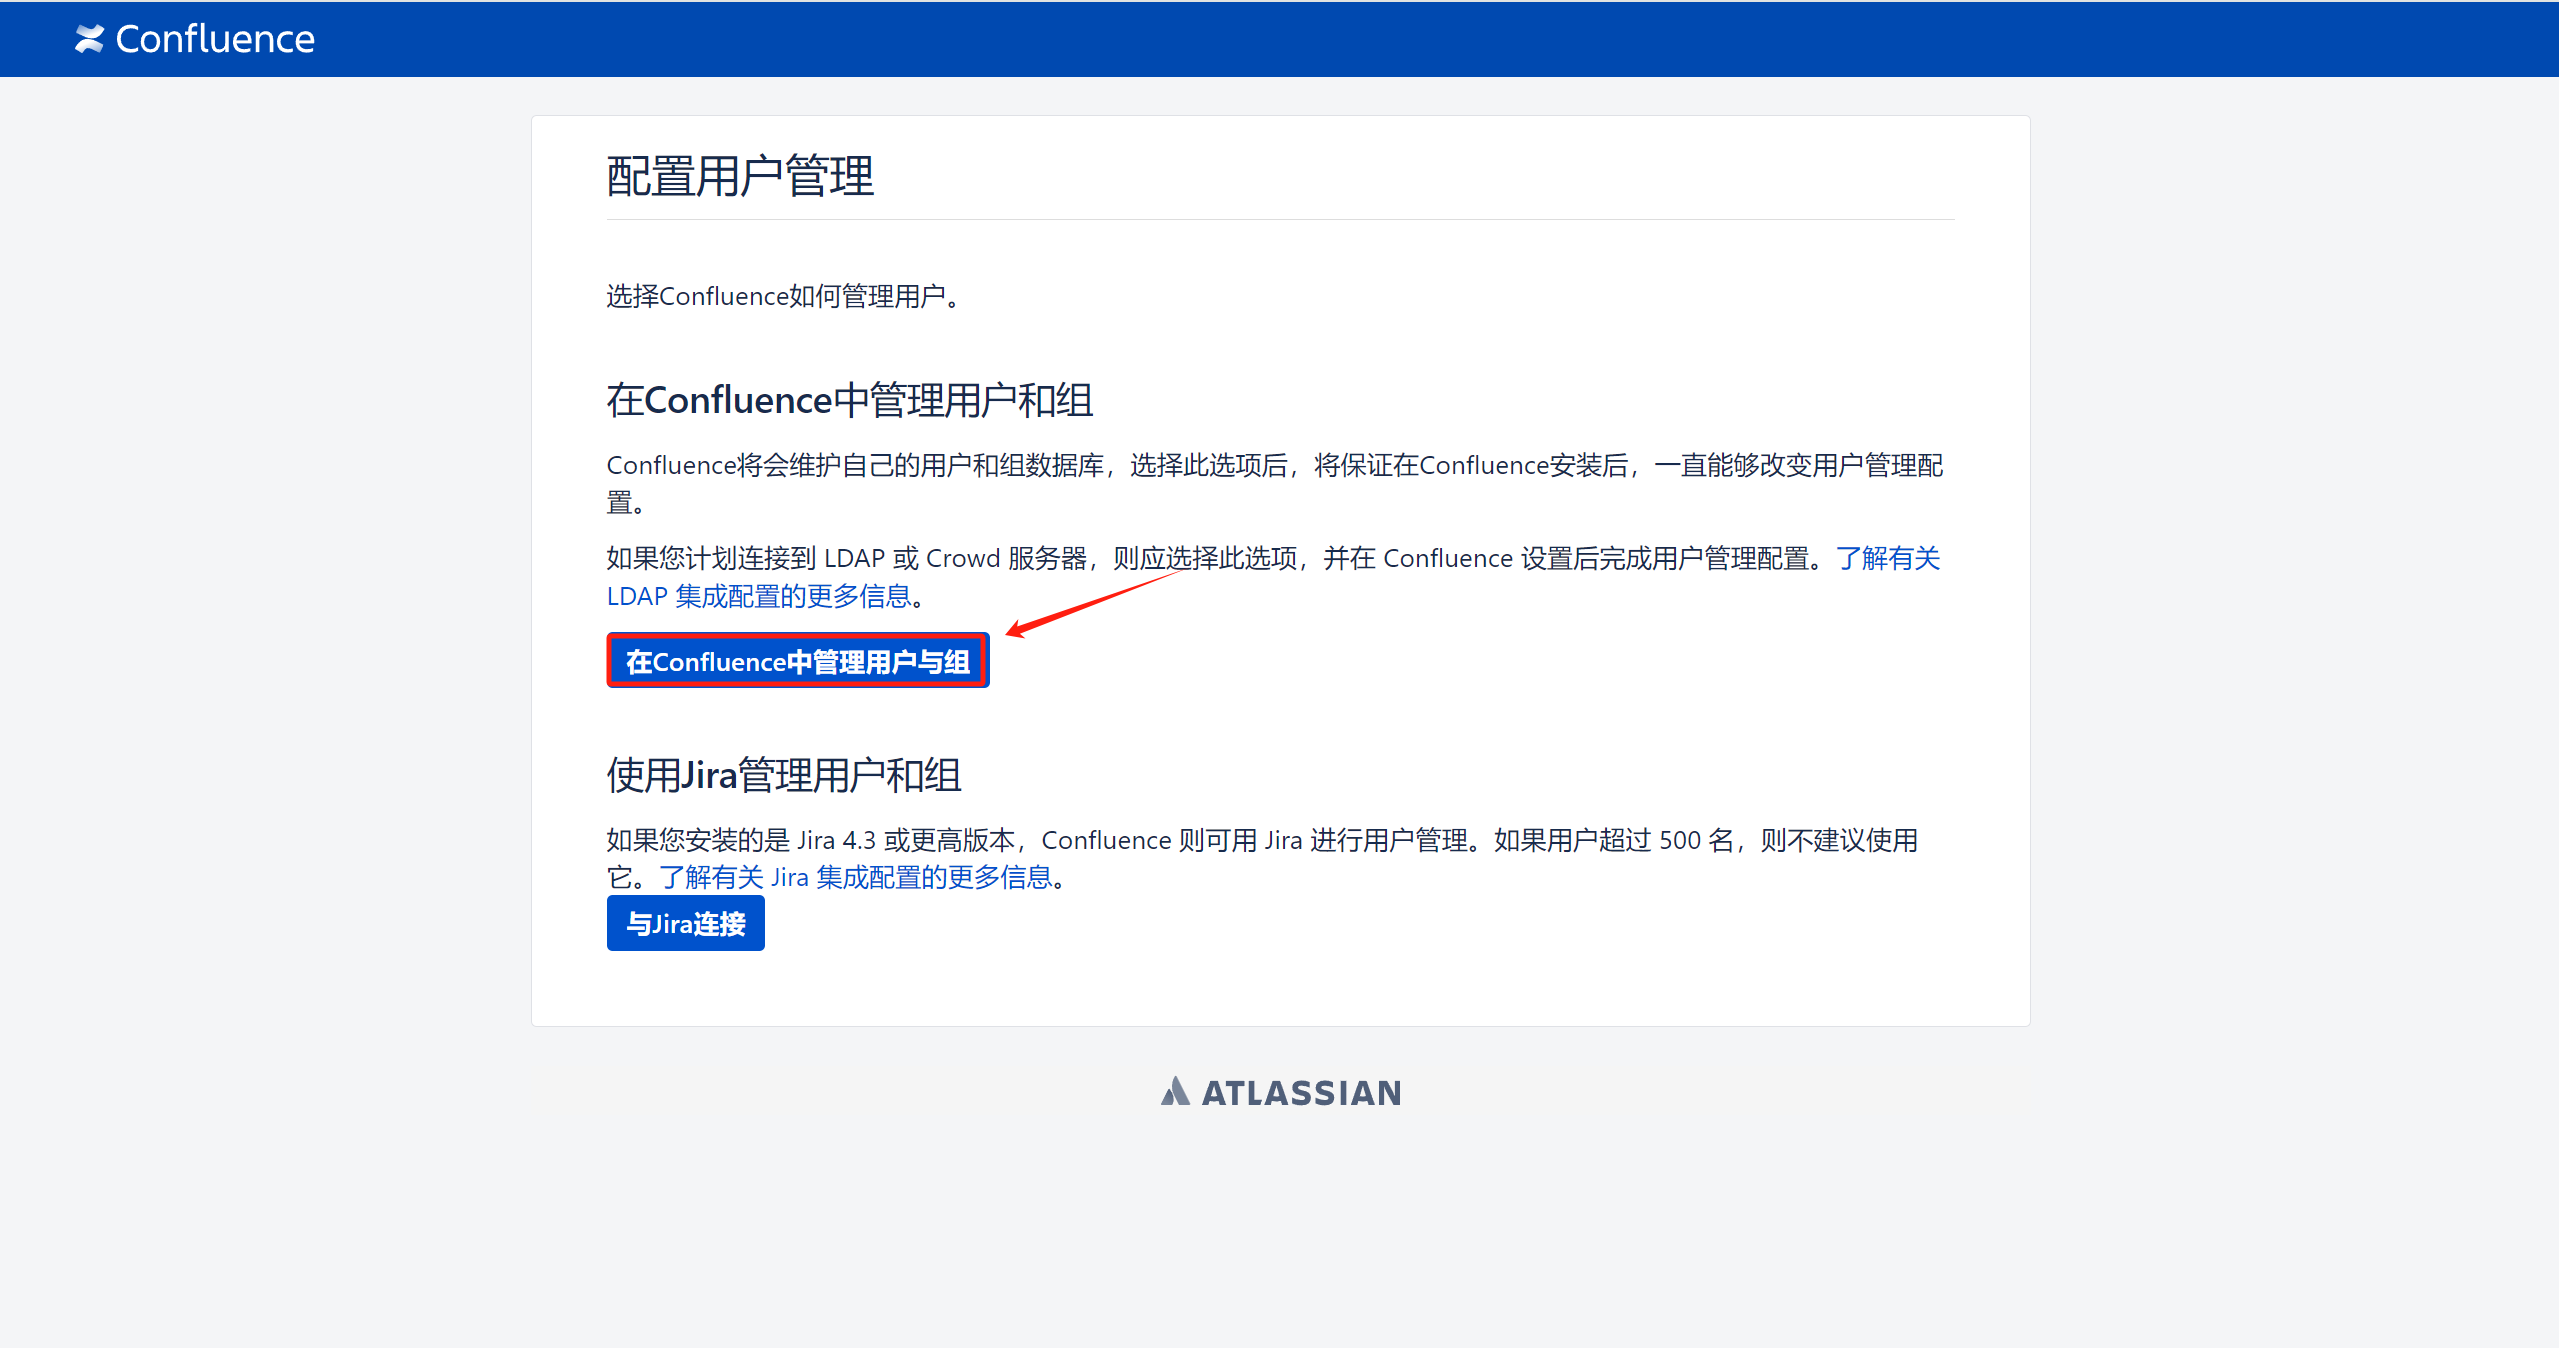 Confluence
配置用户管理
选择Confluence如何管理用户。
在Confluence中管理用户和组
Confluence将会维护自己的用户和组数据库，选择此选项后，将保证在Confluence安装后，一直能够改变用户管理配
置。
如果您计划连接到 LDAP 或 Crowd 服务器，则应选择此选项，并在 Confluence 设置后完成用户管理配置。了解有关
LDAP 集成配置的更多信息。
在Confluence中管理用户与组
使用Jira管理用户和组
如果您安装的是 Jira 4.3 或更高版本，Confluence 则可用 Jira 进行用户管理。如果用户超过 500 名，则不建议使用
它。了解有关 Jira 集成配置的更多信息。
与Jira连接
ATLASSIAN